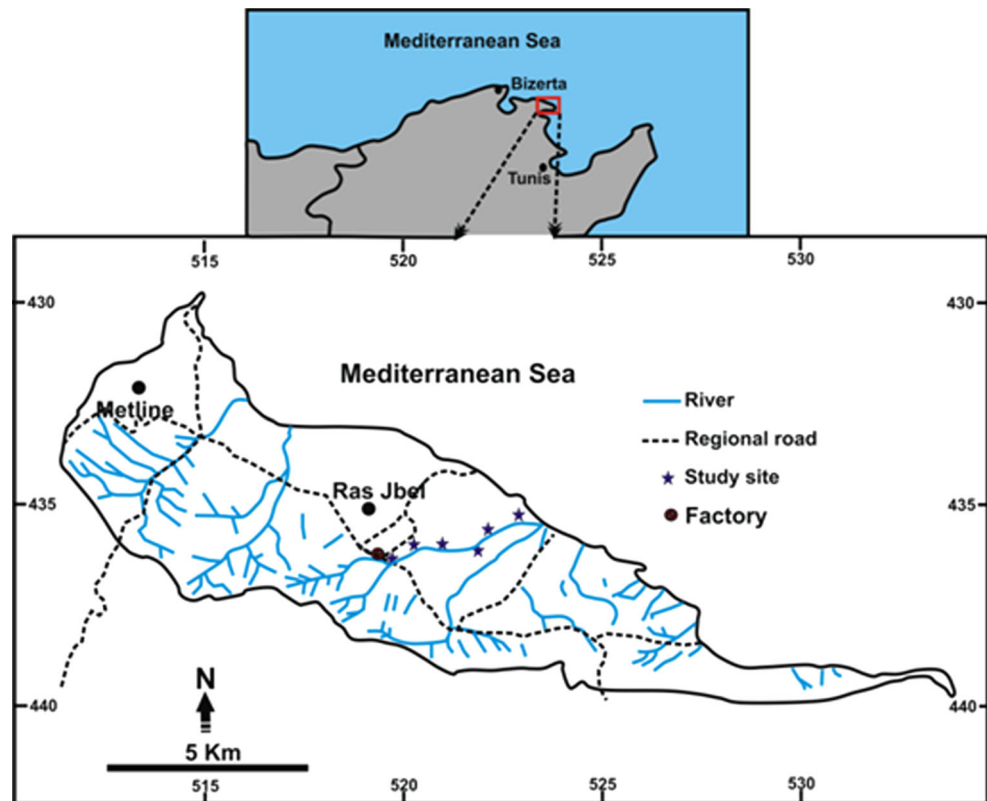 Mediterranean Sea
Bizerta
Tunis
515 520 525 530
430 430
Mediterranean Sea
Metline
River
Regional road
Ras Jbel
Study site
435 435
Factory
N
440 440
5 Km
515 520 525 530